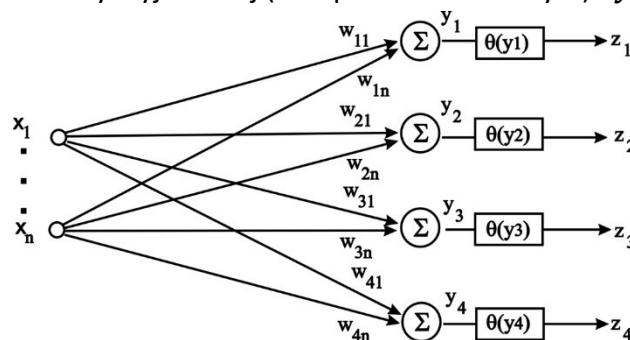 w11 Σ y1 θ(y1) z1
w1n
w21 Σ y2 θ(y2) z2
x1
w2n
w31
xn Σ y3 θ(y3) z3
w3n
w41
Σ y4 θ(y4) z4
w4n